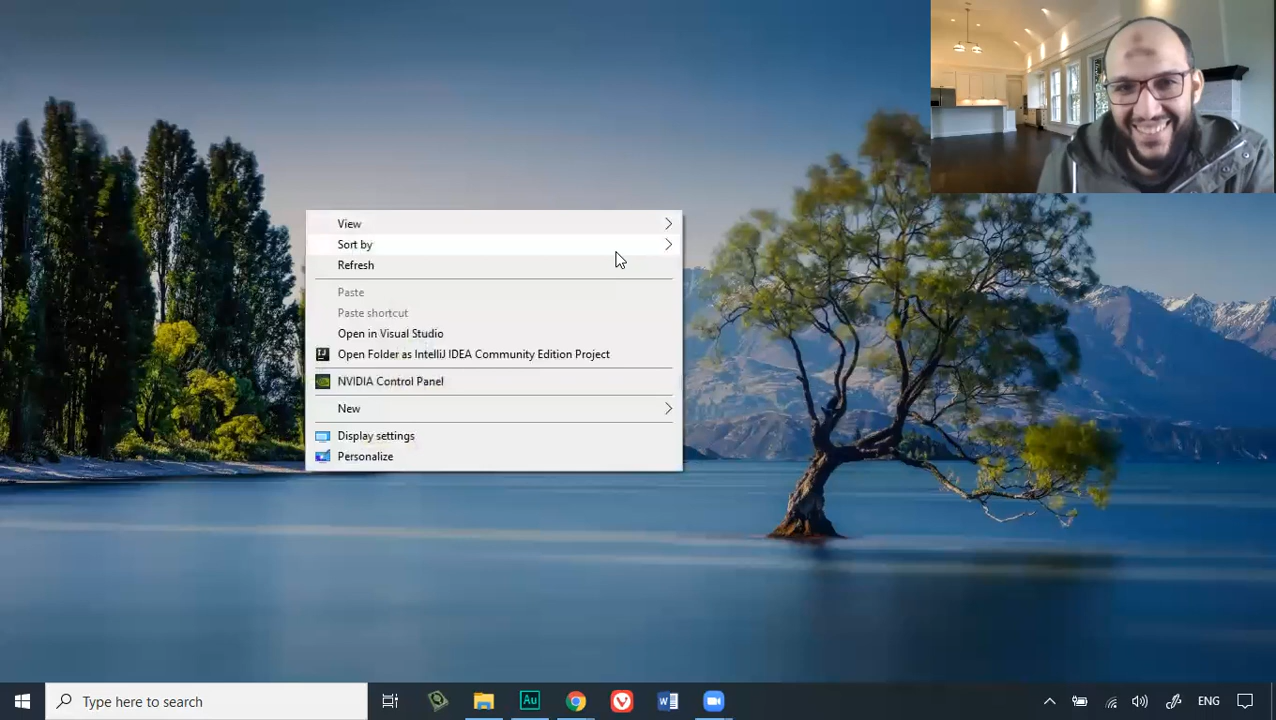 View
Sort by
Refresh
Paste
Paste shortcut
Open in Visual Studio
Open Folder as IntelliJ IDEA Community Edition Project
NVIDIA Control Panel
New
Display settings
Personalize
Type here to search
Au
ENG